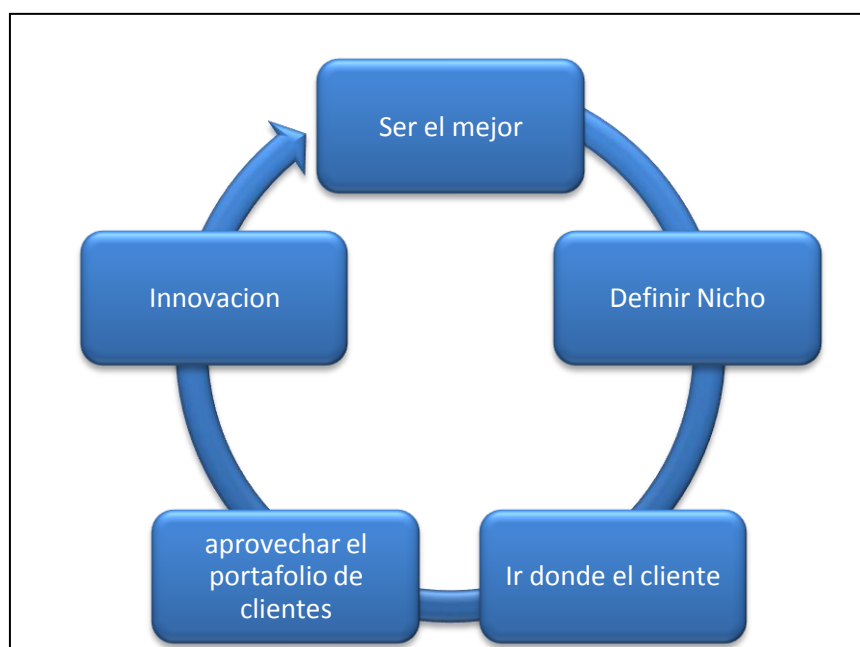 Ser el mejor
Definir Nicho
Ir donde el cliente
aprovechar el
portafolio de
clientes
Innovacion